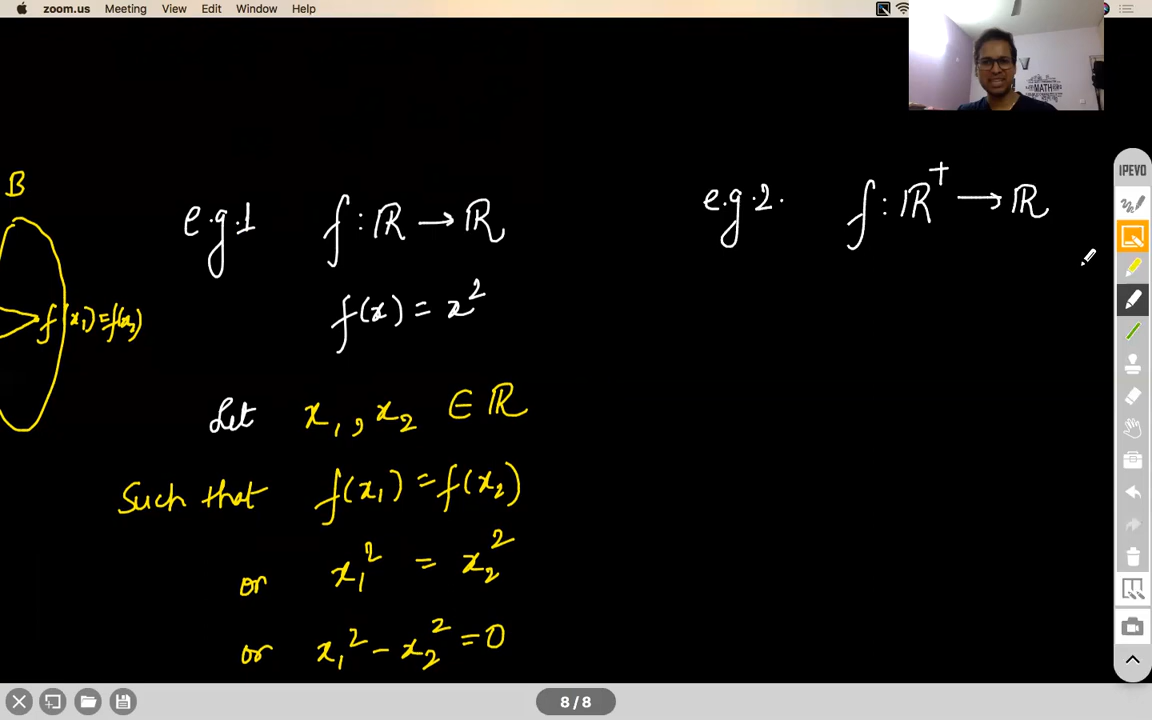 zoom.us Meeting View Edit Window Help
MATH
IPEVO
B
f(x₁)=f(x₂)
e.g.1 f : ℝ → ℝ
f(x) = x²
Let x₁, x₂ ∈ ℝ
Such that f(x₁) = f(x₂)
or x₁² = x₂²
or x₁² - x₂² = 0
e.g.2. f : ℝ⁺ → ℝ
8/8